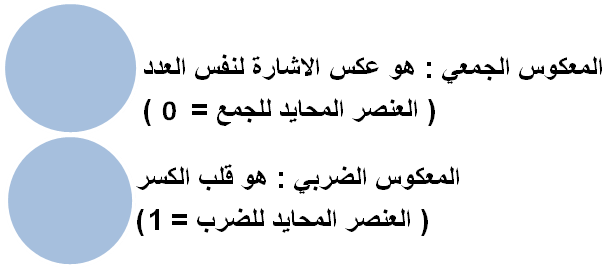 المعكوس الجمعي : هو عكس الاشارة لنفس العدد
( العنصر المحايد للجمع = 0 )
المعكوس الضربي : هو قلب الكسر
( العنصر المحايد للضرب = 1)